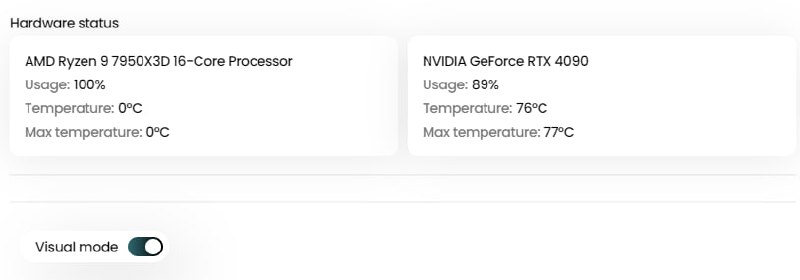 Hardware status
AMD Ryzen 9 7950X3D 16-Core Processor
Usage: 100%
Temperature: 0°C
Max temperature: 0°C
NVIDIA GeForce RTX 4090
Usage: 89%
Temperature: 76°C
Max temperature: 77°C
Visual mode